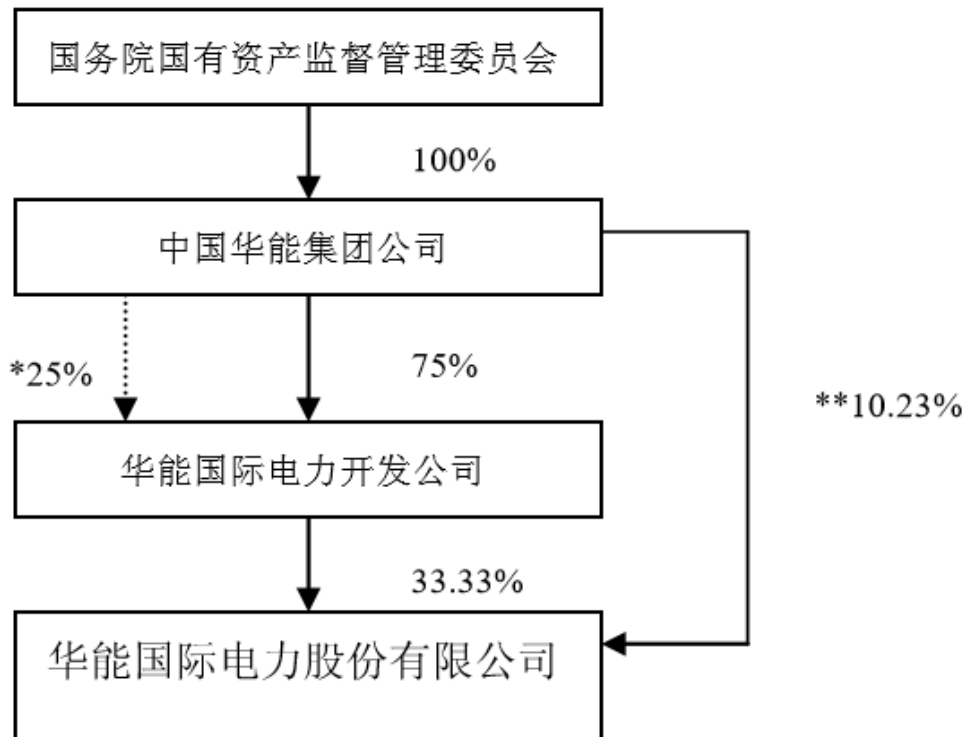 国务院国有资产监督管理委员会
100%
中国华能集团公司
*25%
75%
**10.23%
华能国际电力开发公司
33.33%
华能国际电力股份有限公司